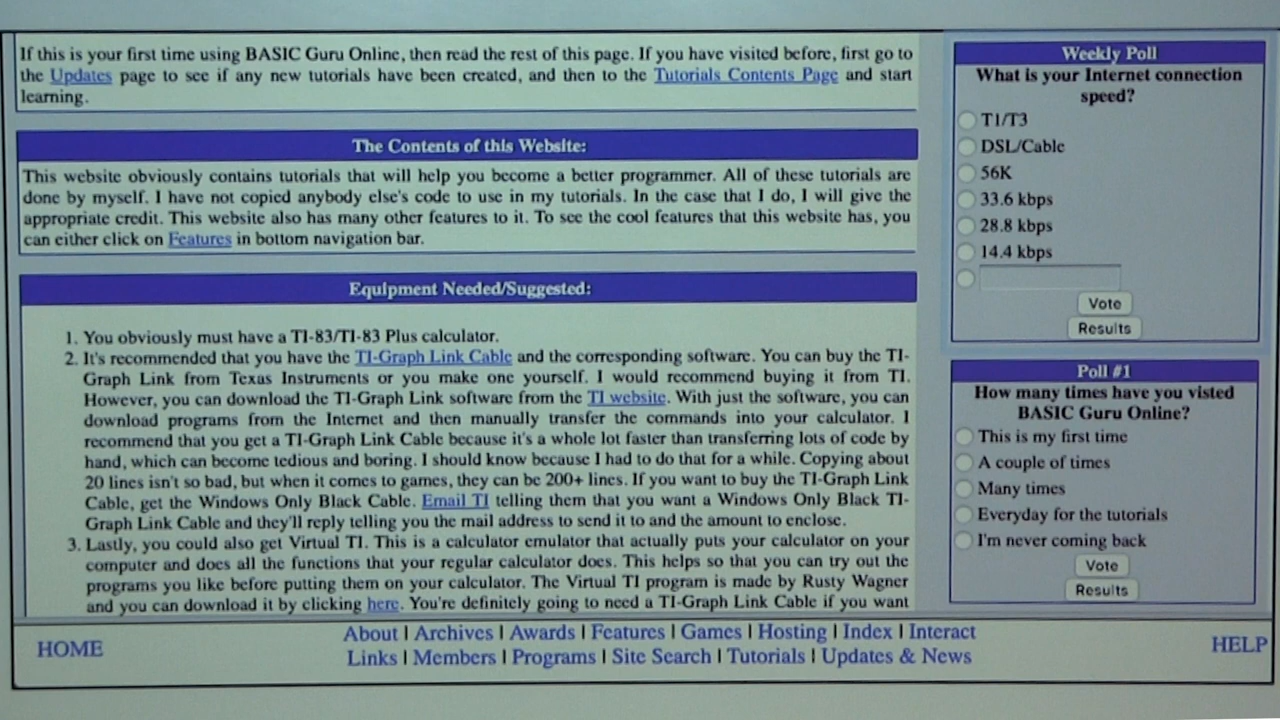 If this is your first time using BASIC Guru Online, then read the rest of this page. If you have visited before, first go to
the Updates page to see if any new tutorials have been created, and then to the Tutorials Contents Page and start
learning.
The Contents of this Website:
This website obviously contains tutorials that will help you become a better programmer. All of these tutorials are
done by myself. I have not copied anybody else's code to use in my tutorials. In the case that I do, I will give the
appropriate credit. This website also has many other features to it. To see the cool features that this website has, you
can either click on Features in bottom navigation bar.
Equipment Needed/Suggested:
1. You obviously must have a TI-83/TI-83 Plus calculator.
2. It's recommended that you have the TI-Graph Link Cable and the corresponding software. You can buy the TI-
Graph Link from Texas Instruments or you make one yourself. I would recommend buying it from TI.
However, you can download the TI-Graph Link software from the TI website. With just the software, you can
download programs from the Internet and then manually transfer the commands into your calculator. I
recommend that you get a TI-Graph Link Cable because it's a whole lot faster than transferring lots of code by
hand, which can become tedious and boring. I should know because I had to do that for a while. Copying about
20 lines isn't so bad, but when it comes to games, they can be 200+ lines. If you want to buy the TI-Graph Link
Cable, get the Windows Only Black Cable. Email TI telling them that you want a Windows Only Black TI-
Graph Link Cable and they'll reply telling you the mail address to send it to and the amount to enclose.
3. Lastly, you could also get Virtual TI. This is a calculator emulator that actually puts your calculator on your
computer and does all the functions that your regular calculator does. This helps so that you can try out the
programs you like before putting them on your calculator. The Virtual TI program is made by Rusty Wagner
and you can download it by clicking here. You're definitely going to need a TI-Graph Link Cable if you want
Weekly Poll
What is your Internet connection
speed?
T1/T3
DSL/Cable
56K
33.6 kbps
28.8 kbps
14.4 kbps
Vote
Results
Poll #1
How many times have you visted
BASIC Guru Online?
This is my first time
A couple of times
Many times
Everyday for the tutorials
I'm never coming back
Vote
Results
HOME
About | Archives | Awards | Features | Games | Hosting | Index | Interact
Links | Members | Programs | Site Search | Tutorials | Updates & News
HELP